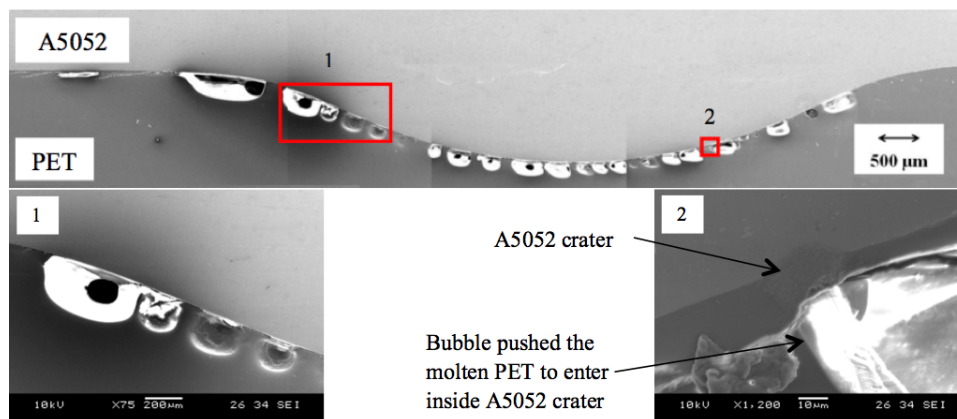 A5052
1
2
PET
500 µm
1
2
A5052 crater
Bubble pushed the
molten PET to enter
inside A5052 crater
10kV X75 200µm 26 34 SEI
10kV X1,200 10µm 26 34 SEI